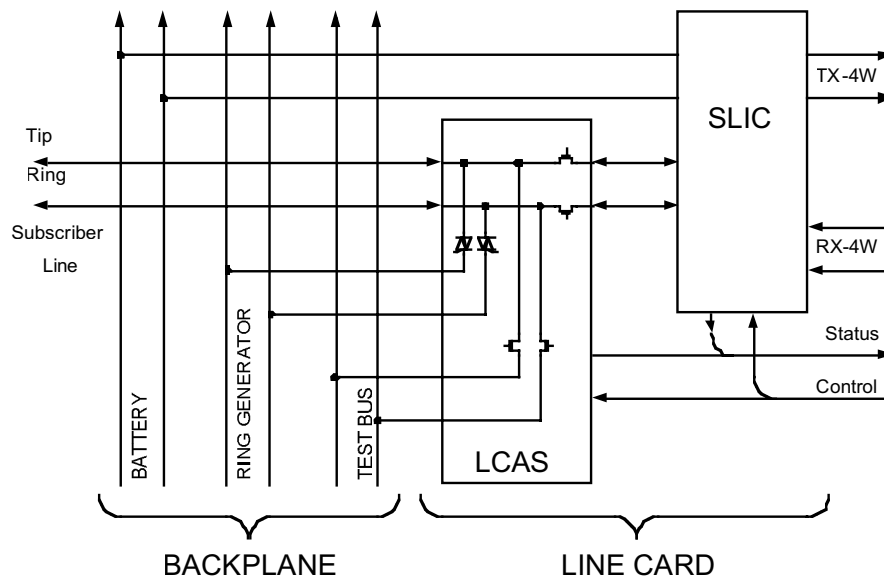 TX-4W
SLIC
Tip
Ring
Subscriber
Line
RX-4W
Status
Control
BATTERY
RING GENERATOR
TEST BUS
LCAS
BACKPLANE
LINE CARD